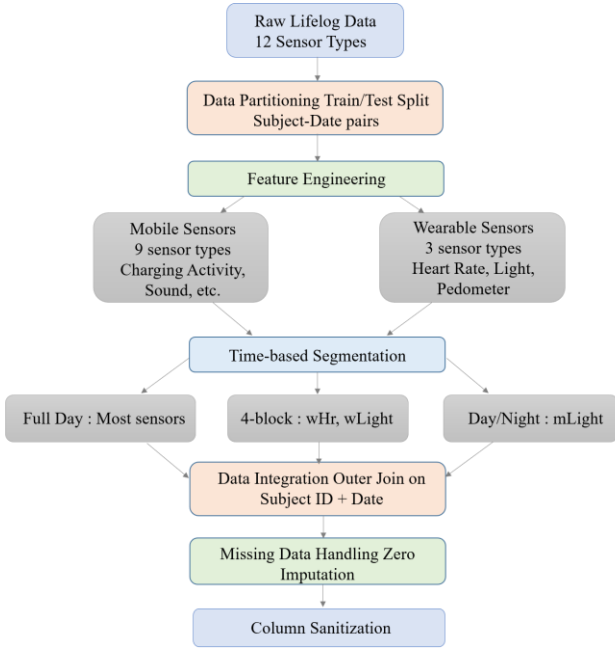 Raw Lifelog Data
12 Sensor Types
Data Partitioning Train/Test Split
Subject-Date pairs
Feature Engineering
Mobile Sensors
9 sensor types
Charging Activity,
Sound, etc.
Wearable Sensors
3 sensor types
Heart Rate, Light,
Pedometer
Time-based Segmentation
Full Day : Most sensors
4-block : wHr, wLight
Day/Night : mLight
Data Integration Outer Join on
Subject ID + Date
Missing Data Handling Zero
Imputation
Column Sanitization